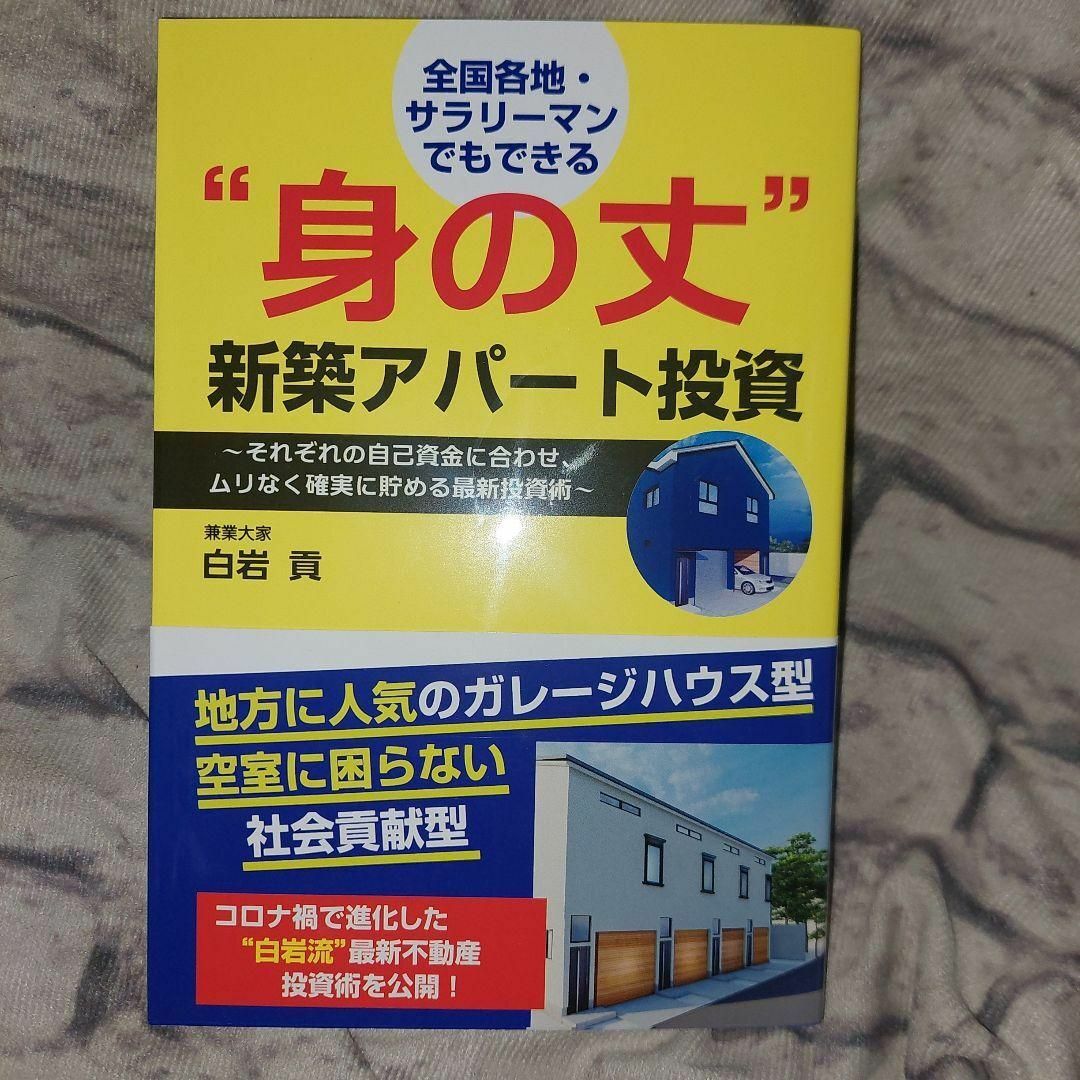 全国各地・
サラリーマン
でもできる
“身の丈”
新築アパート投資
～それぞれの自己資金に合わせ、
ムリなく確実に貯める最新投資術～
兼業大家
白岩 貢
地方に人気のガレージハウス型
空室に困らない
社会貢献型
コロナ禍で進化した
“白岩流”最新不動産
投資術を公開！